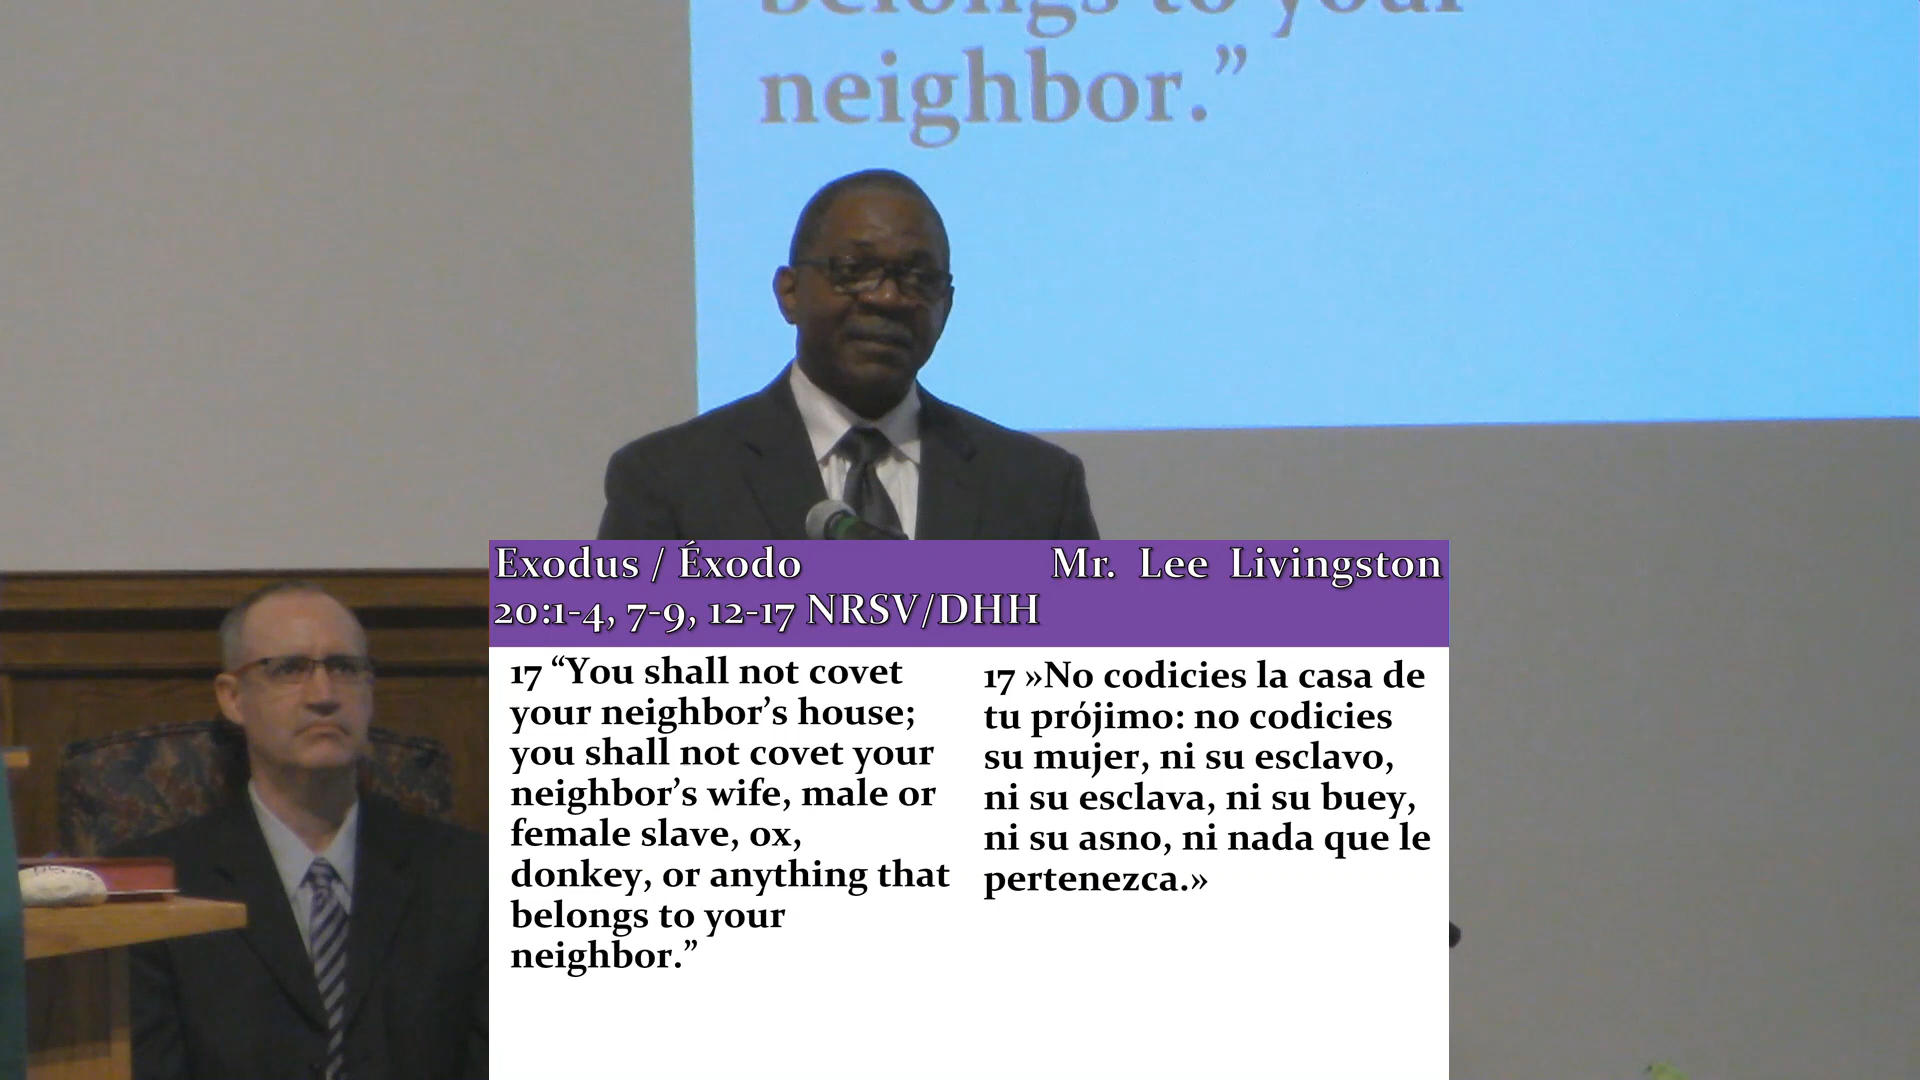 belongs to your
neighbor.”
Exodus / Éxodo
Mr. Lee Livingston
20:1-4, 7-9, 12-17 NRSV/DHH
17 “You shall not covet
your neighbor’s house;
you shall not covet your
neighbor’s wife, male or
female slave, ox,
donkey, or anything that
belongs to your
neighbor.”
17 »No codicies la casa de
tu prójimo: no codicies
su mujer, ni su esclavo,
ni su esclava, ni su buey,
ni su asno, ni nada que le
pertenezca.»